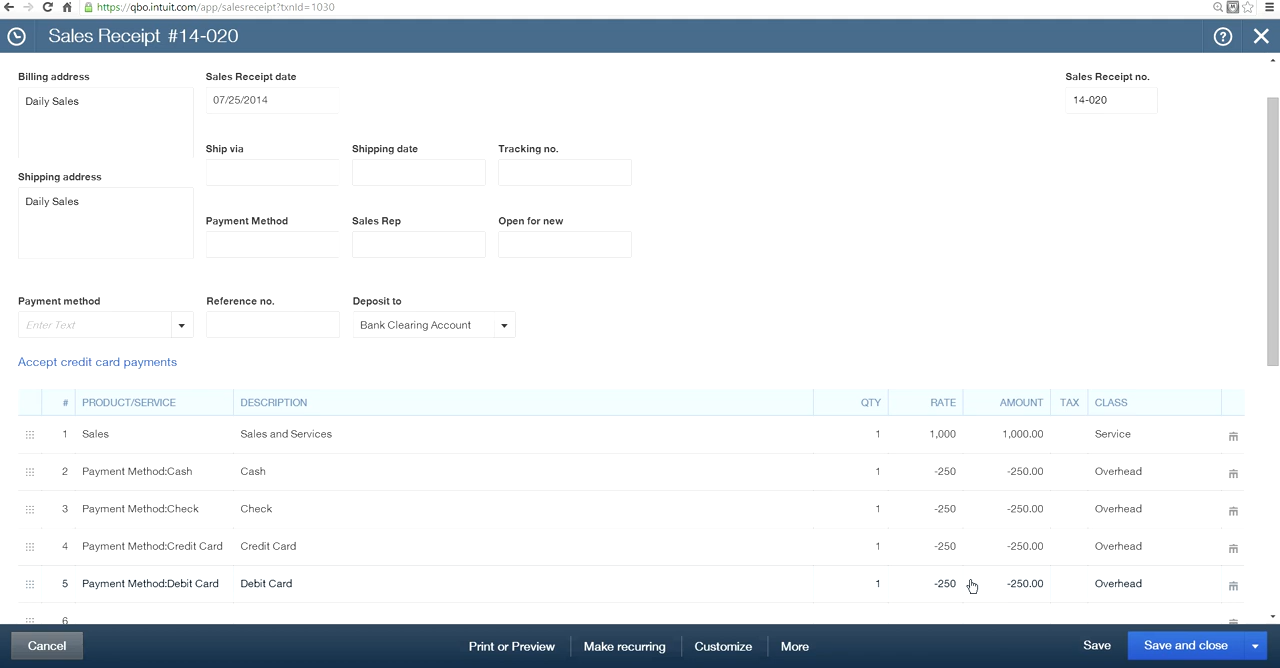 https://qbo.intuit.com/app/salesreceipt?txnId=1030
Sales Receipt #14-020
Billing address
Sales Receipt date
Sales Receipt no.
Daily Sales
07/25/2014
14-020
Ship via
Shipping date
Tracking no.
Shipping address
Daily Sales
Payment Method
Sales Rep
Open for new
Payment method
Reference no.
Deposit to
Enter Text
Bank Clearing Account
Accept credit card payments
# PRODUCT/SERVICE DESCRIPTION QTY RATE AMOUNT TAX CLASS
1 Sales Sales and Services 1 1,000 1,000.00 Service
2 Payment Method:Cash Cash 1 -250 -250.00 Overhead
3 Payment Method:Check Check 1 -250 -250.00 Overhead
4 Payment Method:Credit Card Credit Card 1 -250 -250.00 Overhead
5 Payment Method:Debit Card Debit Card 1 -250 -250.00 Overhead
6
Cancel
Print or Preview
Make recurring
Customize
More
Save
Save and close